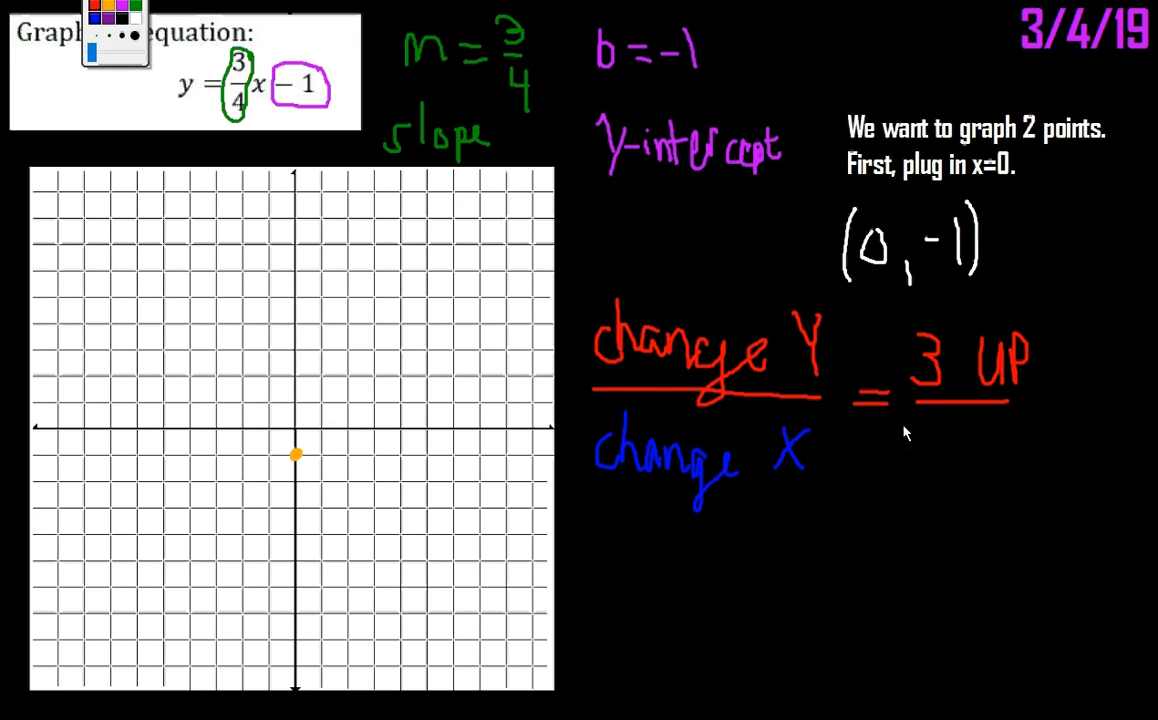 Graph equation:
y = 3/4 x − 1
m = 3/4
slope
b = -1
y-intercept
3/4/19
We want to graph 2 points.
First, plug in x=0.
(0, -1)
change Y
change X
= 3 UP